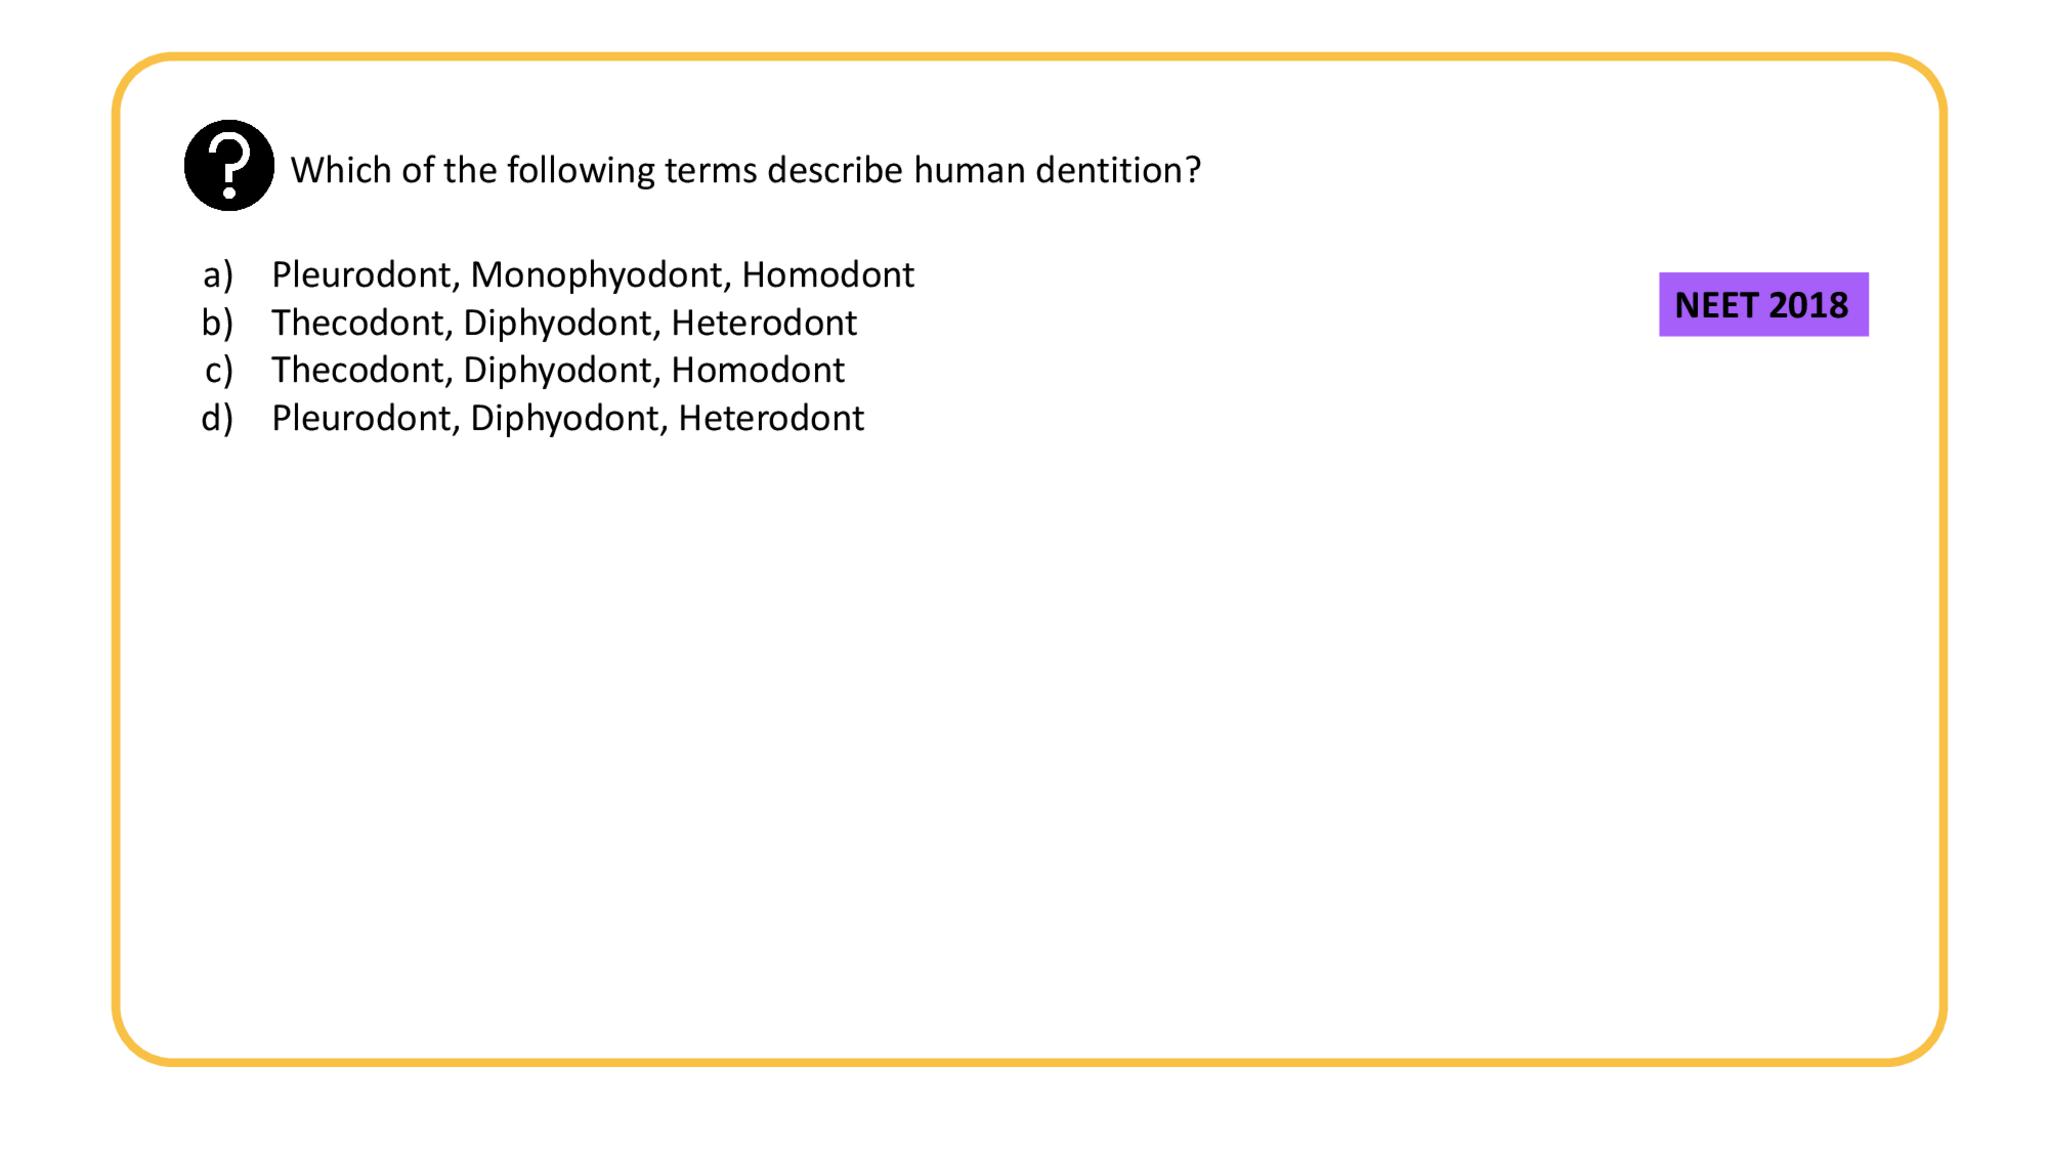 Which of the following terms describe human dentition?
a) Pleurodont, Monophyodont, Homodont
b) Thecodont, Diphyodont, Heterodont
c) Thecodont, Diphyodont, Homodont
d) Pleurodont, Diphyodont, Heterodont
NEET 2018